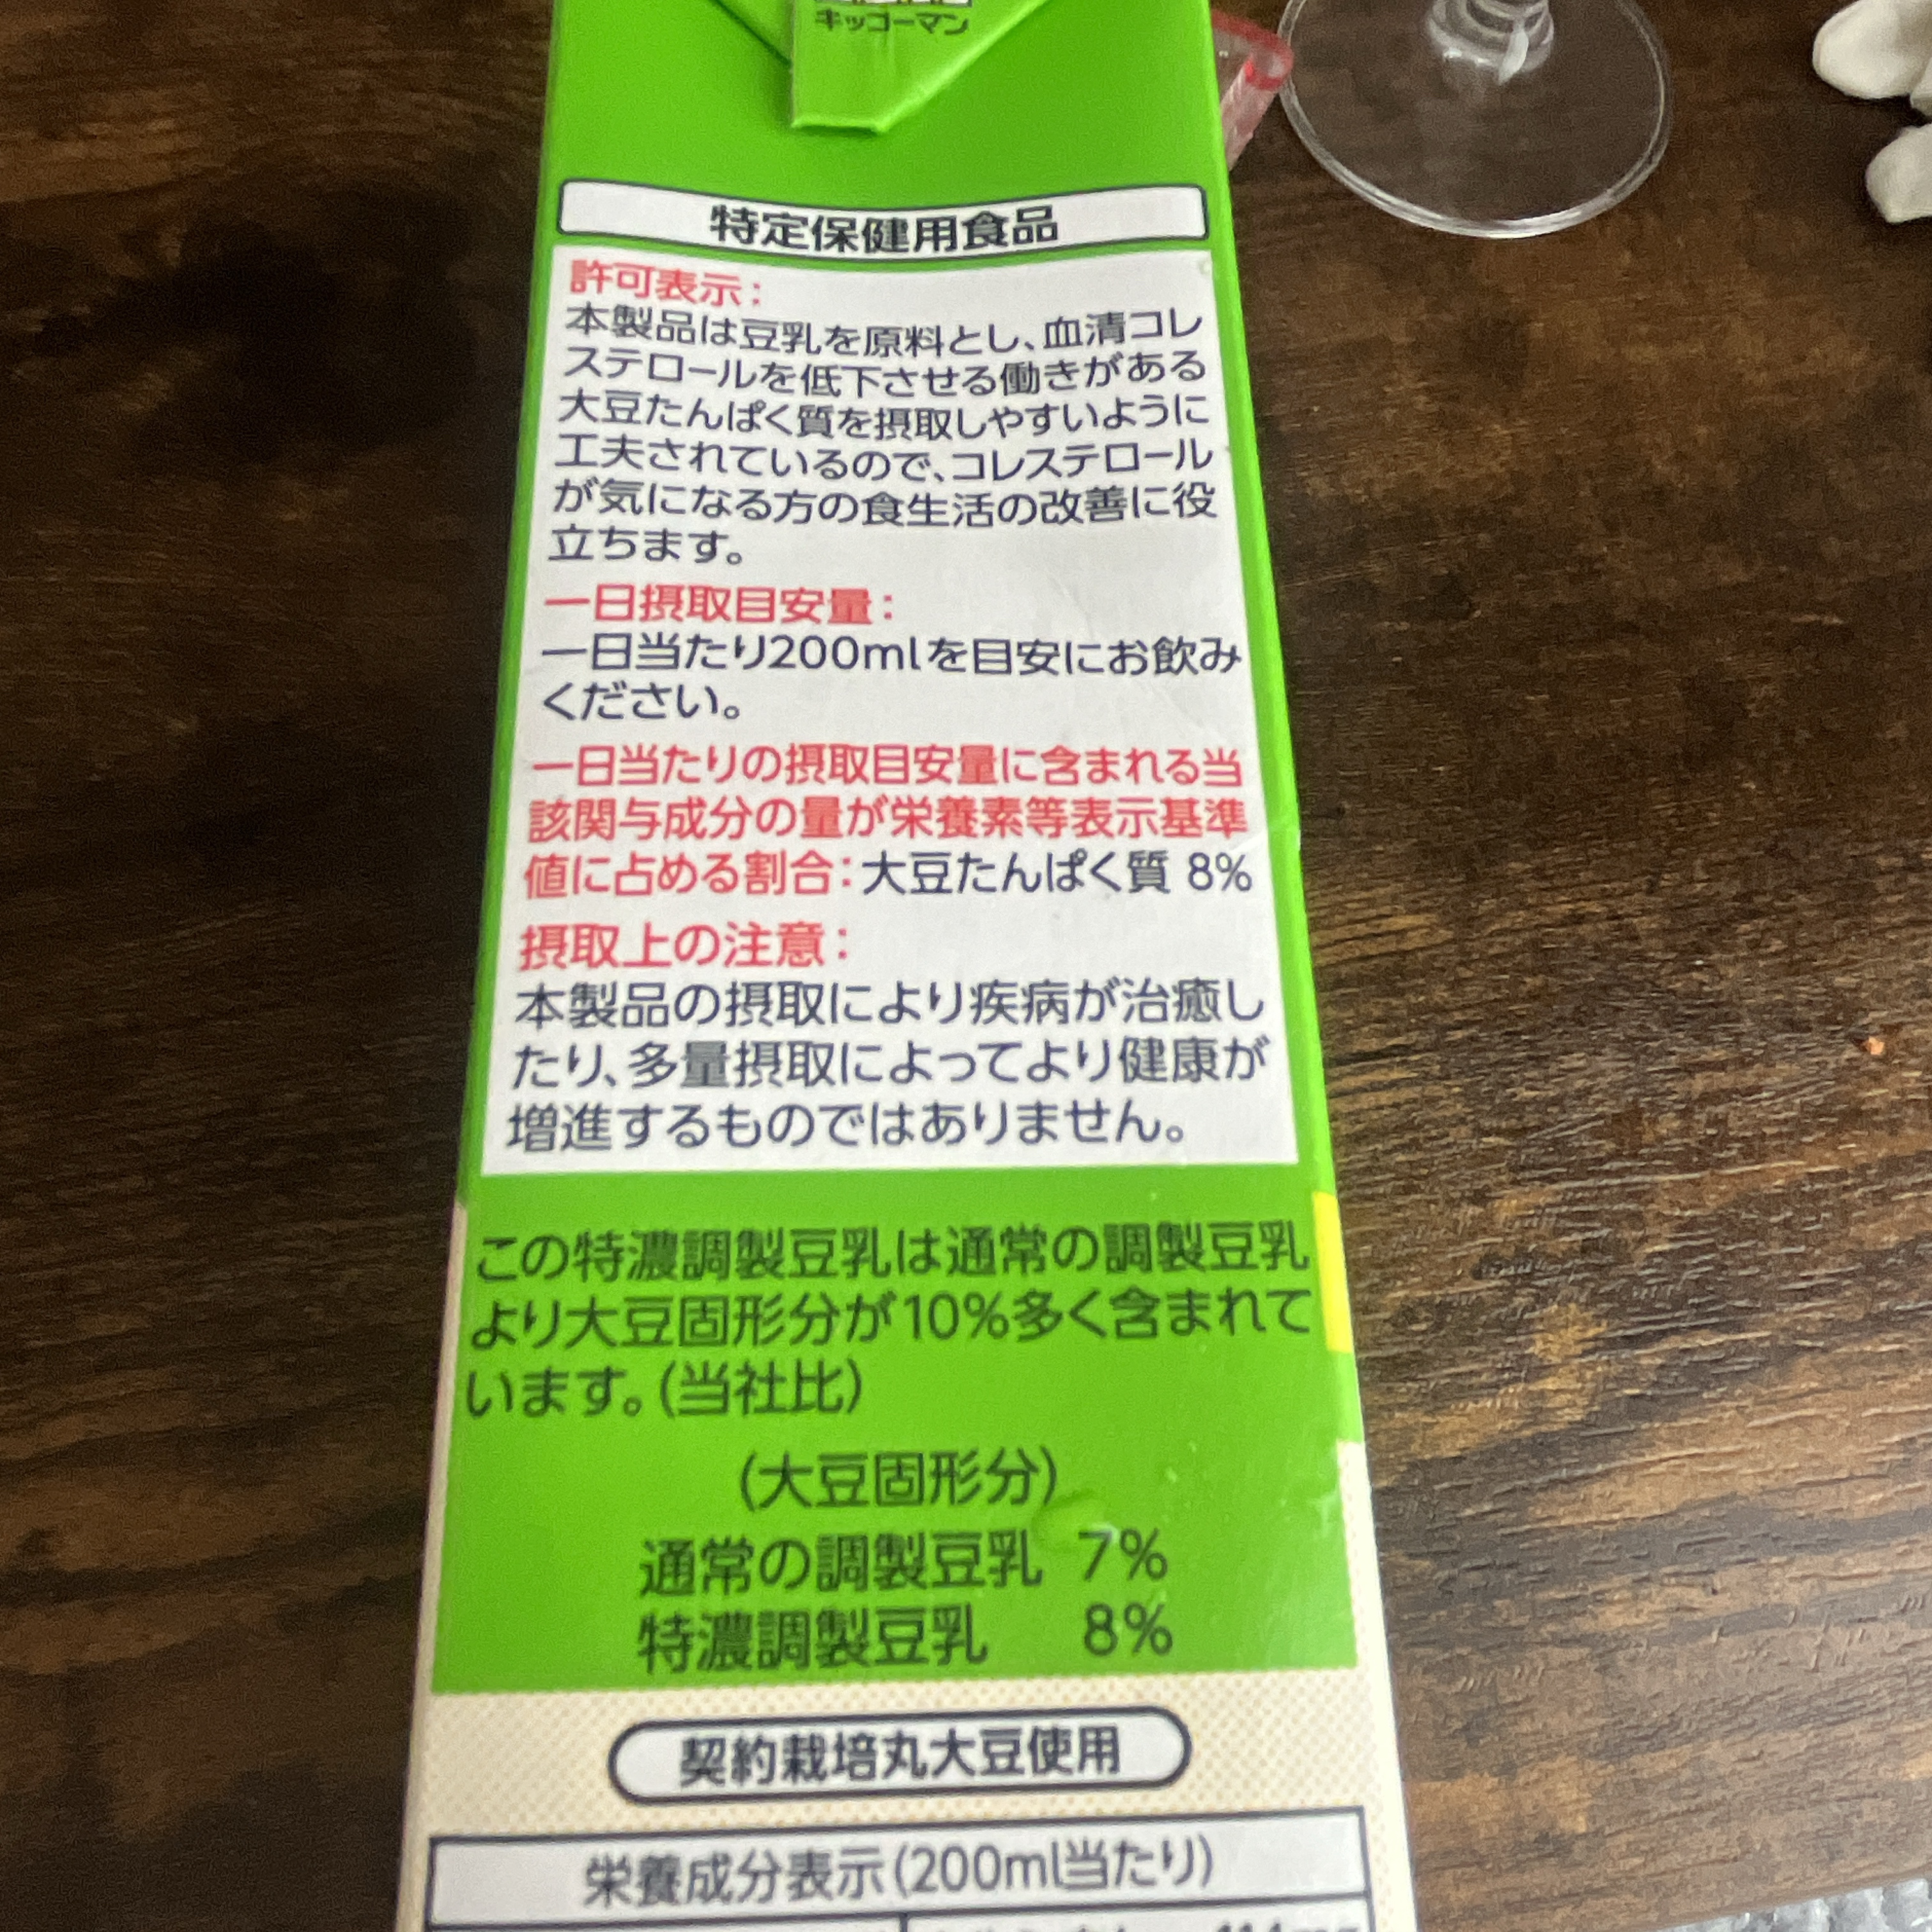 キッコーマン
特定保健用食品
許可表示：
本製品は豆乳を原料とし、血清コレ
ステロールを低下させる働きがある
大豆たんぱく質を摂取しやすいように
工夫されているので、コレステロール
が気になる方の食生活の改善に役
立ちます。
一日摂取目安量：
一日当たり200mlを目安にお飲み
ください。
一日当たりの摂取目安量に含まれる当
該関与成分の量が栄養素等表示基準
値に占める割合：大豆たんぱく質 8%
摂取上の注意：
本製品の摂取により疾病が治癒し
たり、多量摂取によってより健康が
増進するものではありません。
この特濃調製豆乳は通常の調製豆乳
より大豆固形分が10%多く含まれて
います。（当社比）
（大豆固形分）
通常の調製豆乳 7%
特濃調製豆乳 8%
契約栽培丸大豆使用
栄養成分表示（200ml当たり）